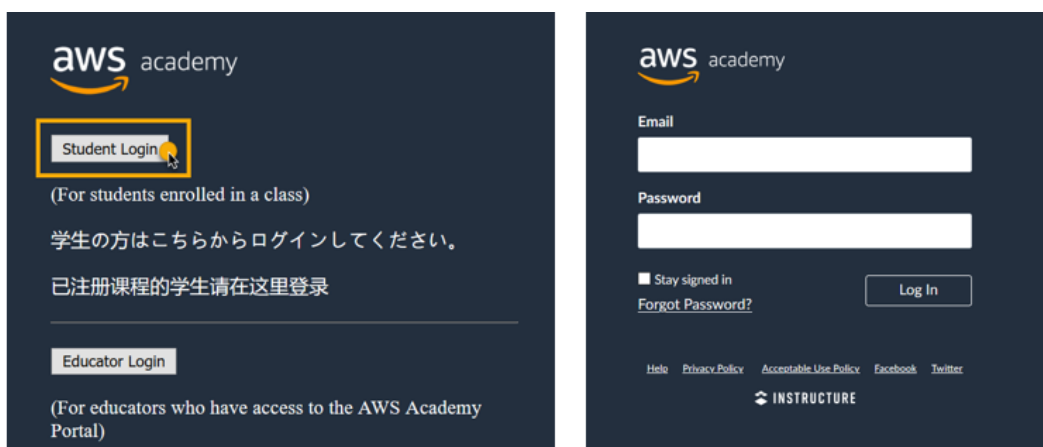 aws academy
Student Login
(For students enrolled in a class)
学生の方はこちらからログインしてください。
已注册课程的学生请在这里登录
Educator Login
(For educators who have access to the AWS Academy
Portal)
aws academy
Email
Password
Stay signed in
Forgot Password?
Log In
Help Privacy Policy Acceptable Use Policy Facebook Twitter
INSTRUCTURE